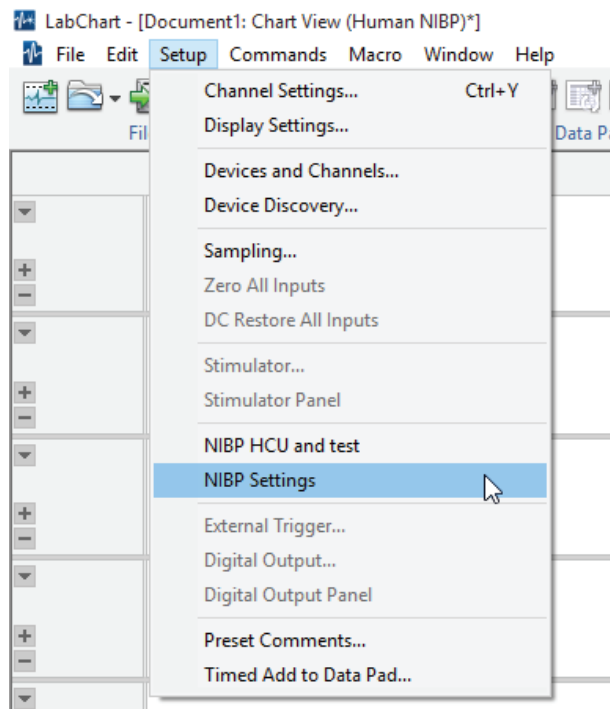 LabChart - [Document1: Chart View (Human NIBP)*]
File Edit Setup Commands Macro Window Help
Channel Settings... Ctrl+Y
Display Settings...
Fil
Data P
Devices and Channels...
Device Discovery...
Sampling...
Zero All Inputs
DC Restore All Inputs
Stimulator...
Stimulator Panel
NIBP HCU and test
NIBP Settings
External Trigger...
Digital Output...
Digital Output Panel
Preset Comments...
Timed Add to Data Pad...